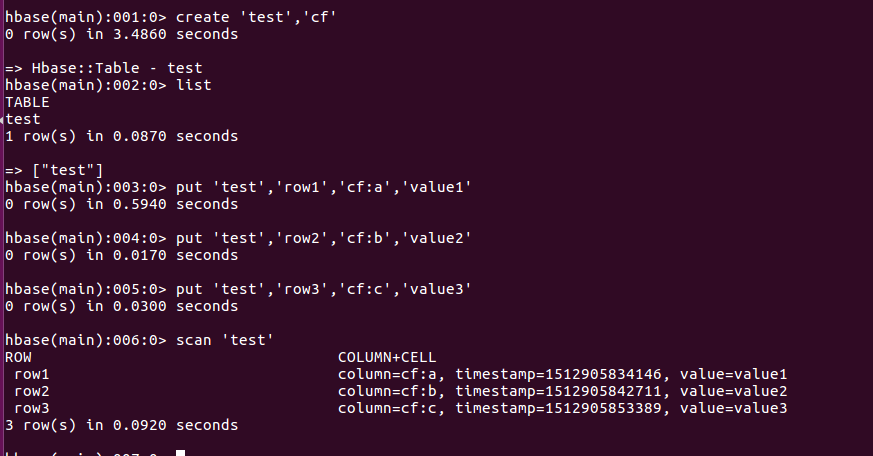 hbase(main):001:0> create 'test','cf'
0 row(s) in 3.4860 seconds
=> Hbase::Table - test
hbase(main):002:0> list
TABLE
test
1 row(s) in 0.0870 seconds
=> ["test"]
hbase(main):003:0> put 'test','row1','cf:a','value1'
0 row(s) in 0.5940 seconds
hbase(main):004:0> put 'test','row2','cf:b','value2'
0 row(s) in 0.0170 seconds
hbase(main):005:0> put 'test','row3','cf:c','value3'
0 row(s) in 0.0300 seconds
hbase(main):006:0> scan 'test'
ROW COLUMN+CELL
row1 column=cf:a, timestamp=1512905834146, value=value1
row2 column=cf:b, timestamp=1512905842711, value=value2
row3 column=cf:c, timestamp=1512905853389, value=value3
3 row(s) in 0.0920 seconds